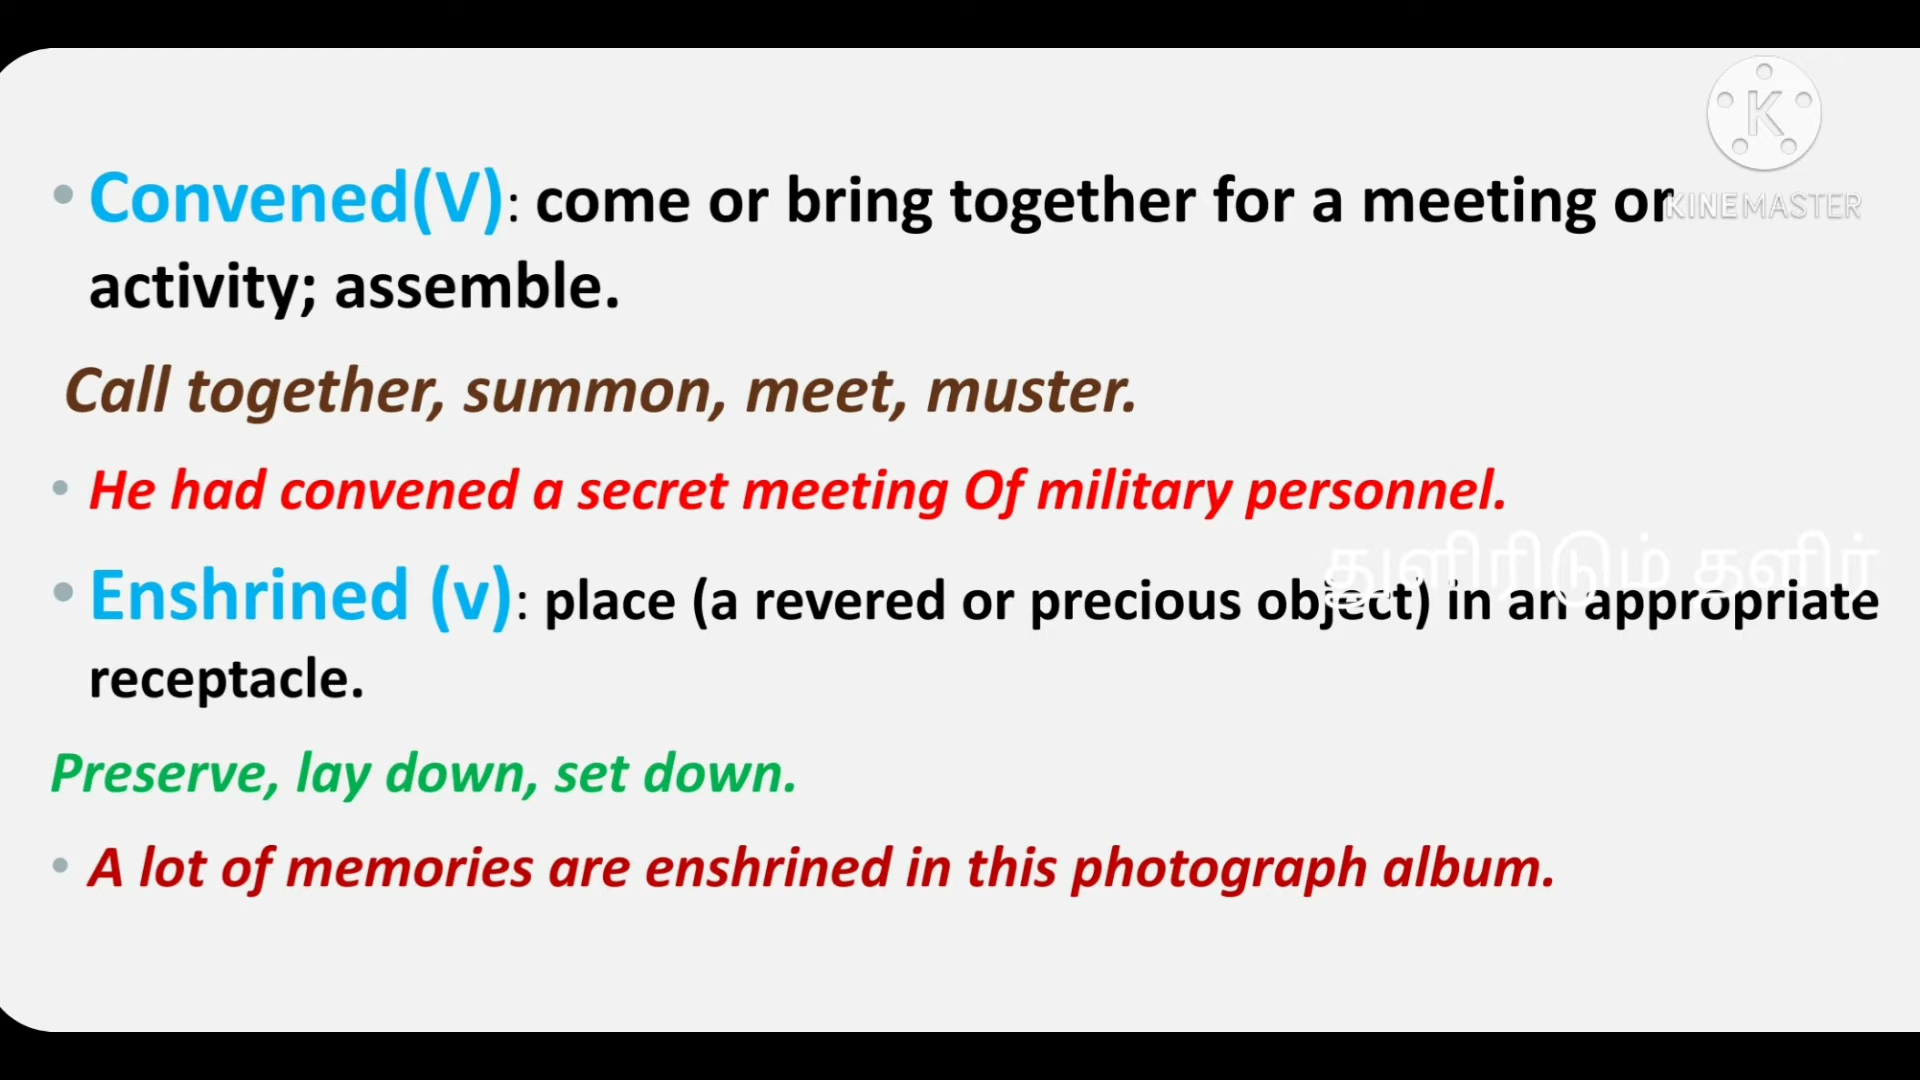 K
KINEMASTER
• Convened(V): come or bring together for a meeting or
activity; assemble.
Call together, summon, meet, muster.
• He had convened a secret meeting Of military personnel.
துளிரிடும் தளிர்
• Enshrined (v): place (a revered or precious object) in an appropriate
receptacle.
Preserve, lay down, set down.
• A lot of memories are enshrined in this photograph album.